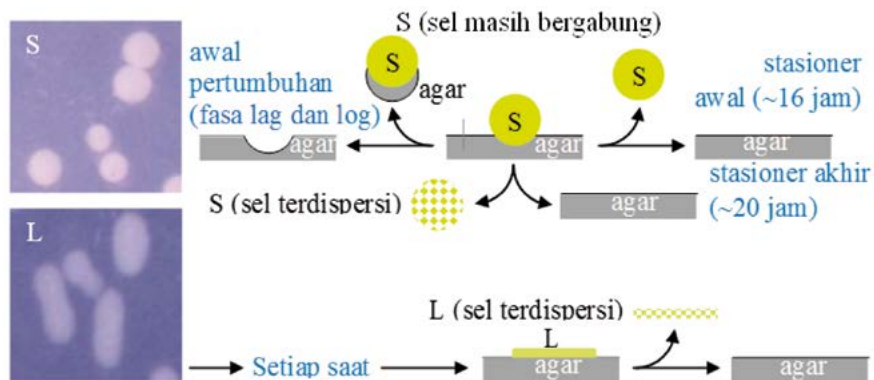 S
S (sel masih bergabung)
awal
pertumbuhan
(fasa lag dan log)
S
agar
agar
S
agar
S
stasioner
awal (~16 jam)
agar
S (sel terdispersi)
agar
stasioner akhir
(~20 jam)
L
L (sel terdispersi)
Setiap saat
L
agar
agar